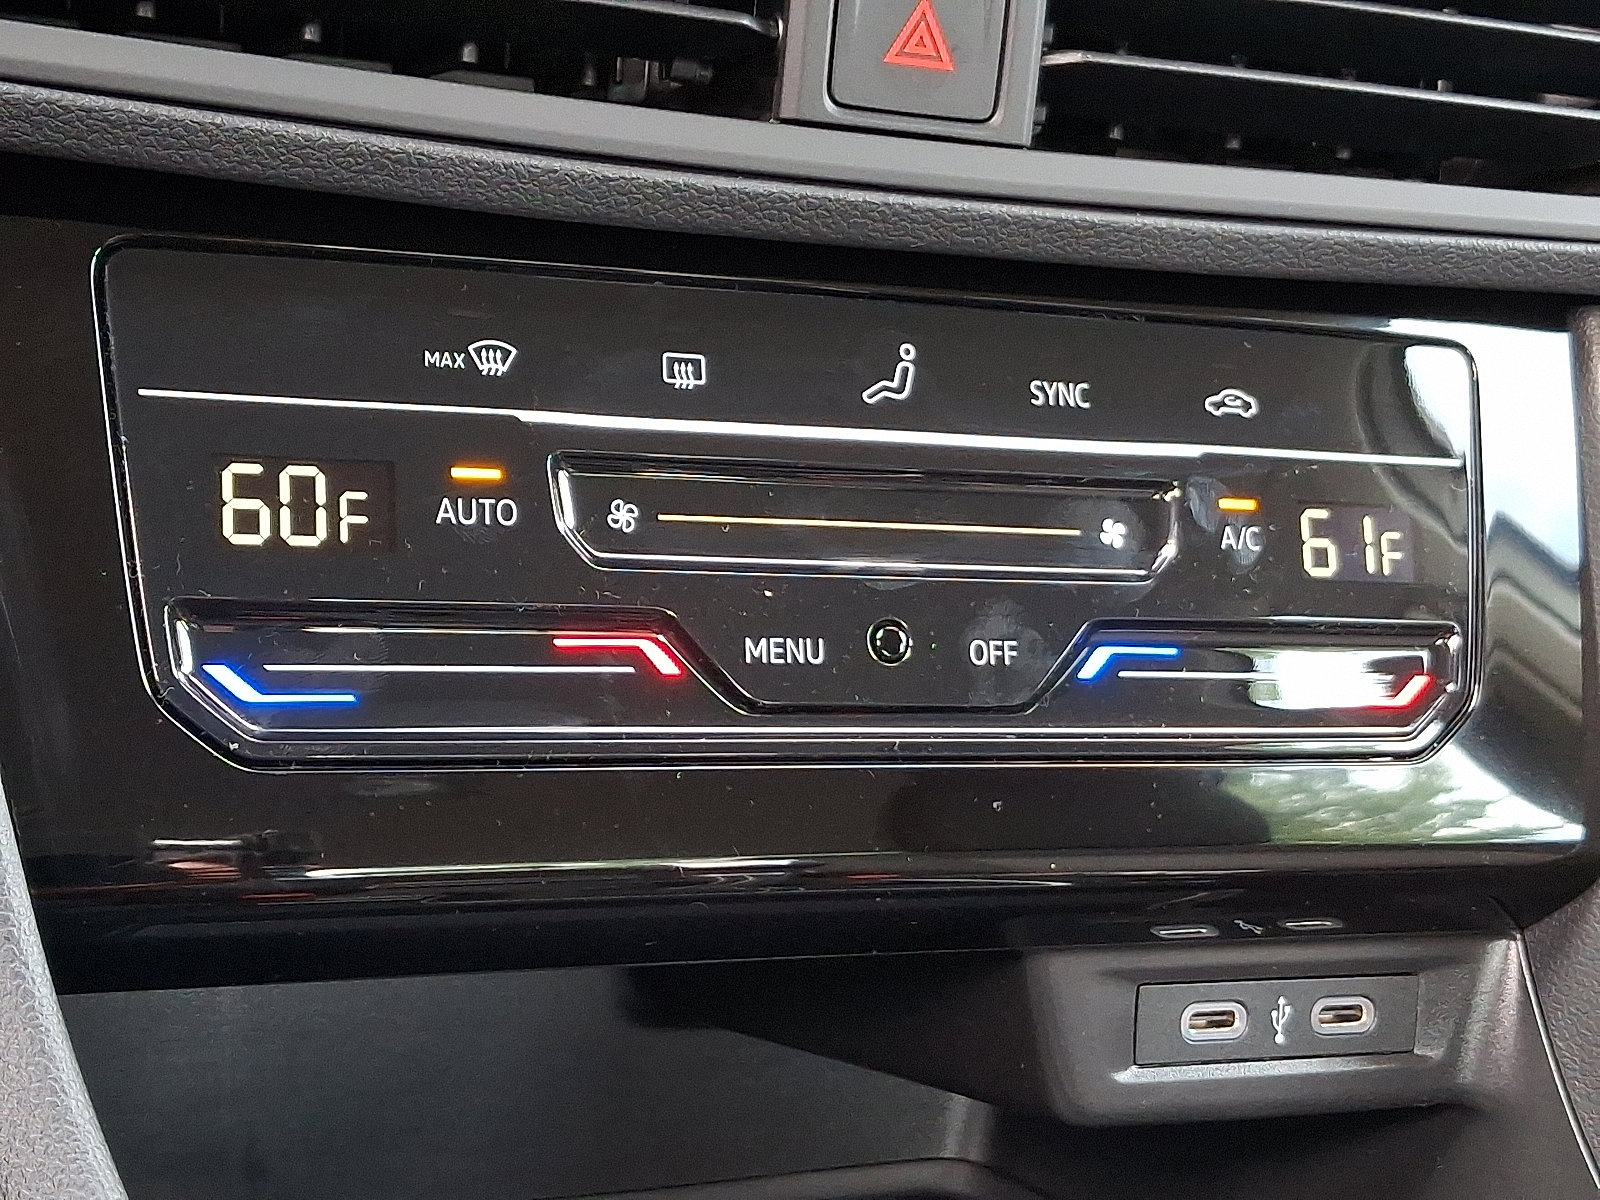 MAX
SYNC
60F
AUTO
A/C
61F
MENU
OFF